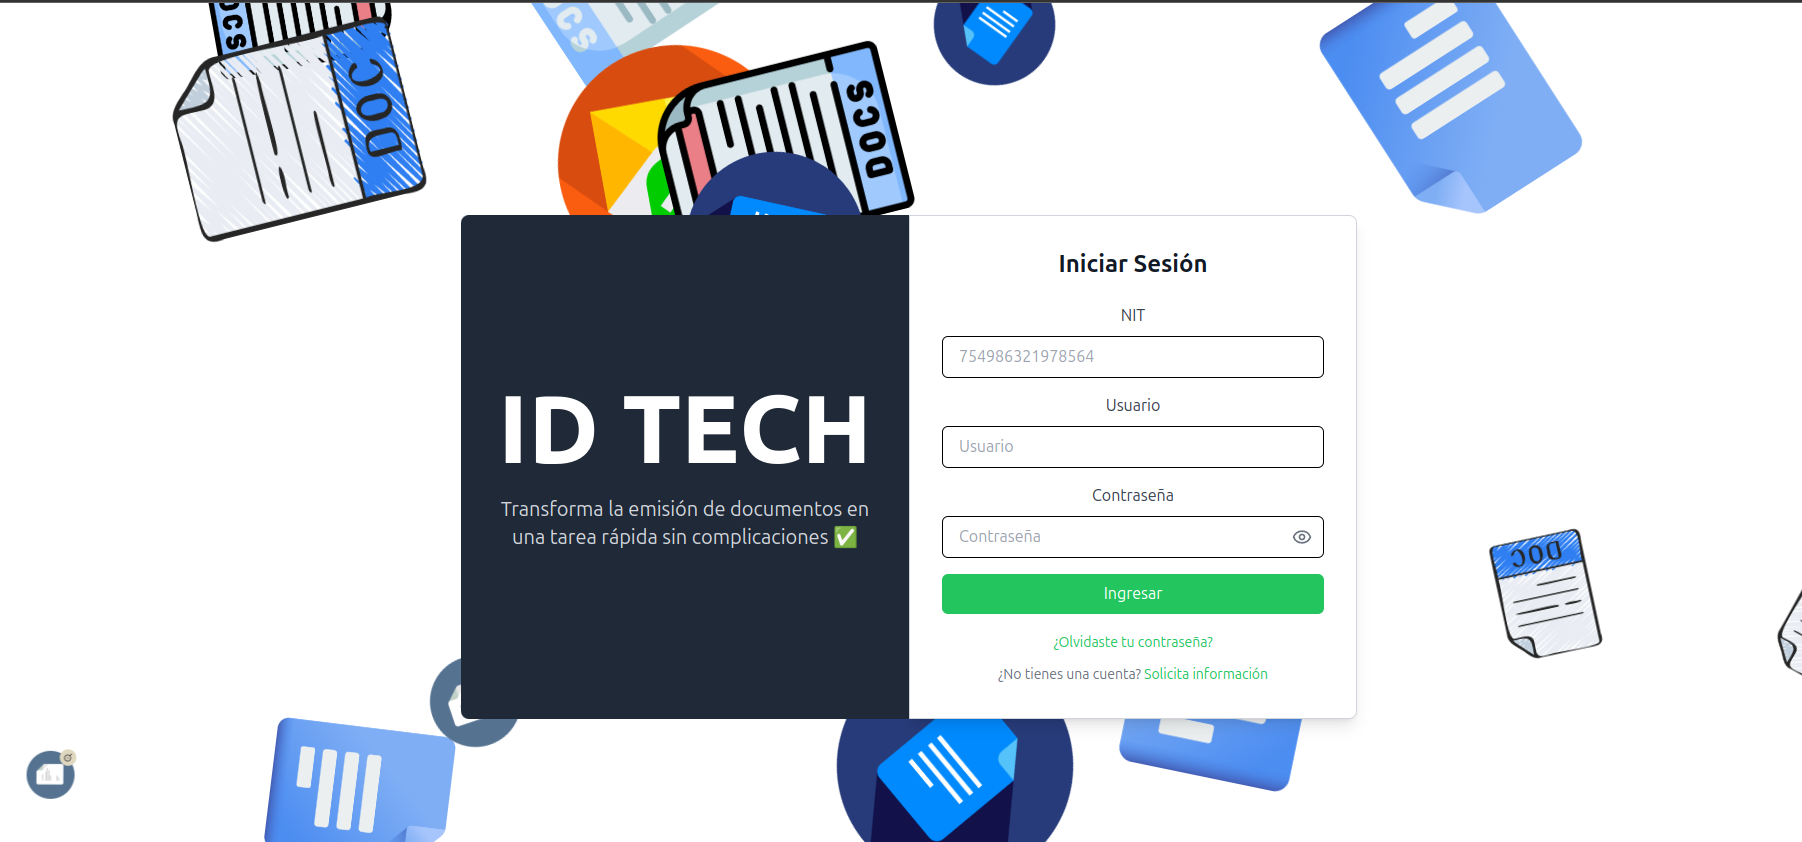 DOCS
DOC
DOCS
DOCS
ID TECH
Transforma la emisión de documentos en
una tarea rápida sin complicaciones ✅
Iniciar Sesión
NIT
754986321978564
Usuario
Usuario
Contraseña
Contraseña
Ingresar
¿Olvidaste tu contraseña?
¿No tienes una cuenta? Solicita información
DOC